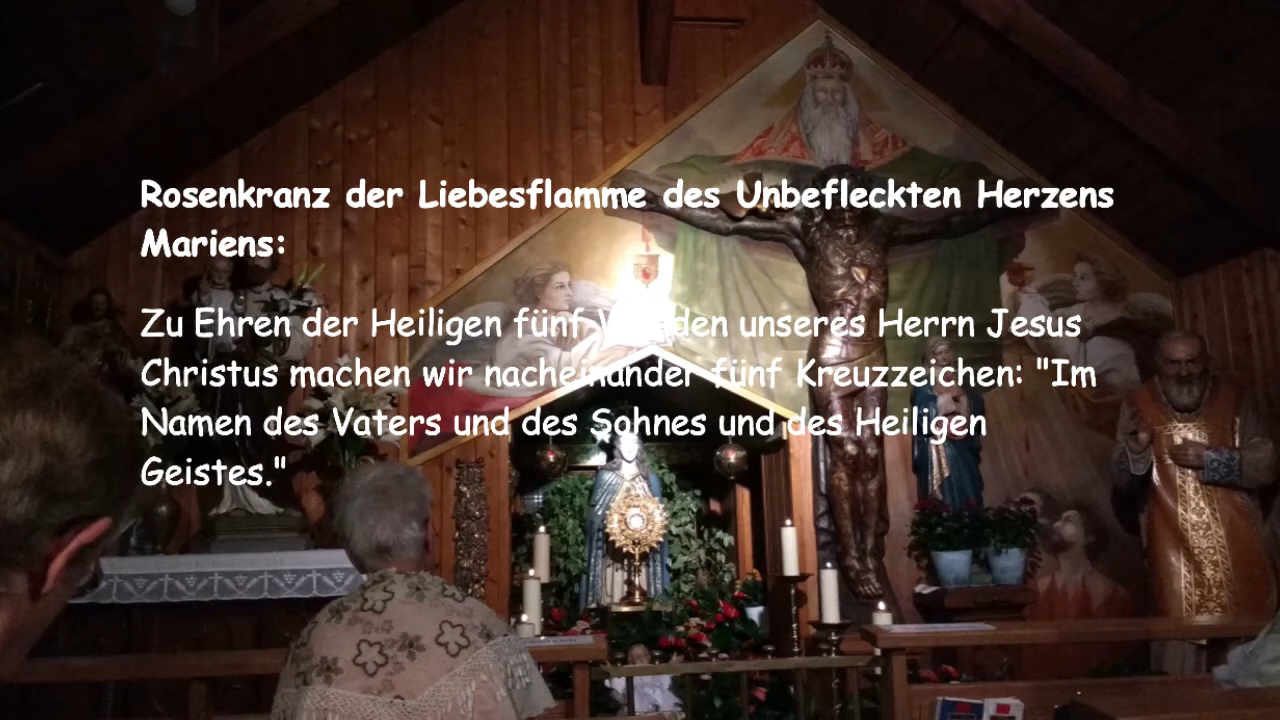 Rosenkranz der Liebesflamme des Unbefleckten Herzens
Mariens:
Zu Ehren der Heiligen fünf Wunden unseres Herrn Jesus
Christus machen wir nacheinander fünf Kreuzzeichen: "Im
Namen des Vaters und des Sohnes und des Heiligen
Geistes."